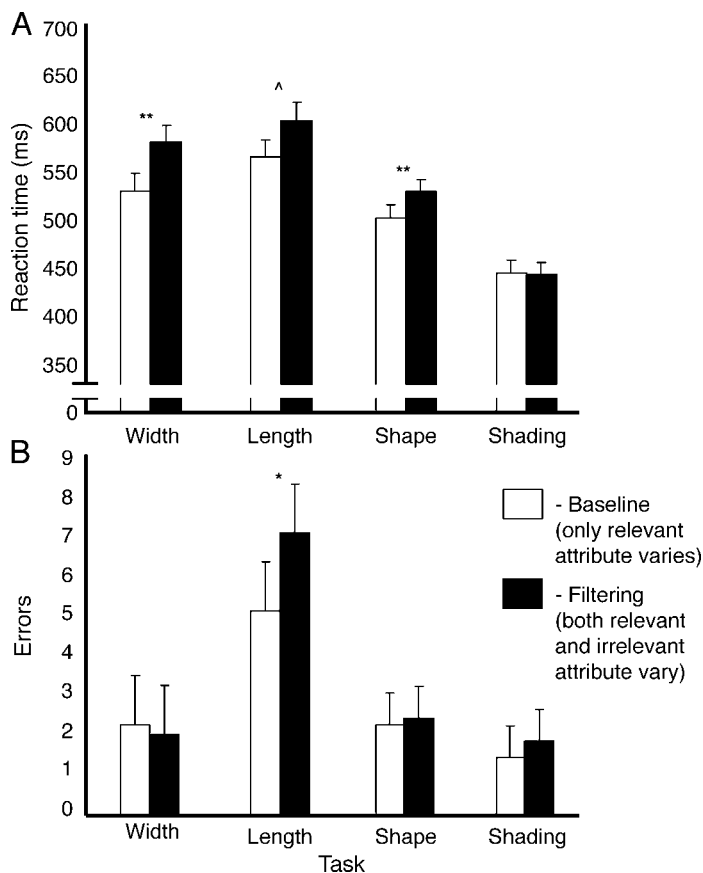 A
700
650
600
550
500
450
400
350
0
Reaction time (ms)
**
^
**
Width
Length
Shape
Shading
B
9
8
7
6
5
4
3
2
1
0
Errors
*
- Baseline
(only relevant
attribute varies)
- Filtering
(both relevant
and irrelevant
attribute vary)
Width
Length
Shape
Shading
Task